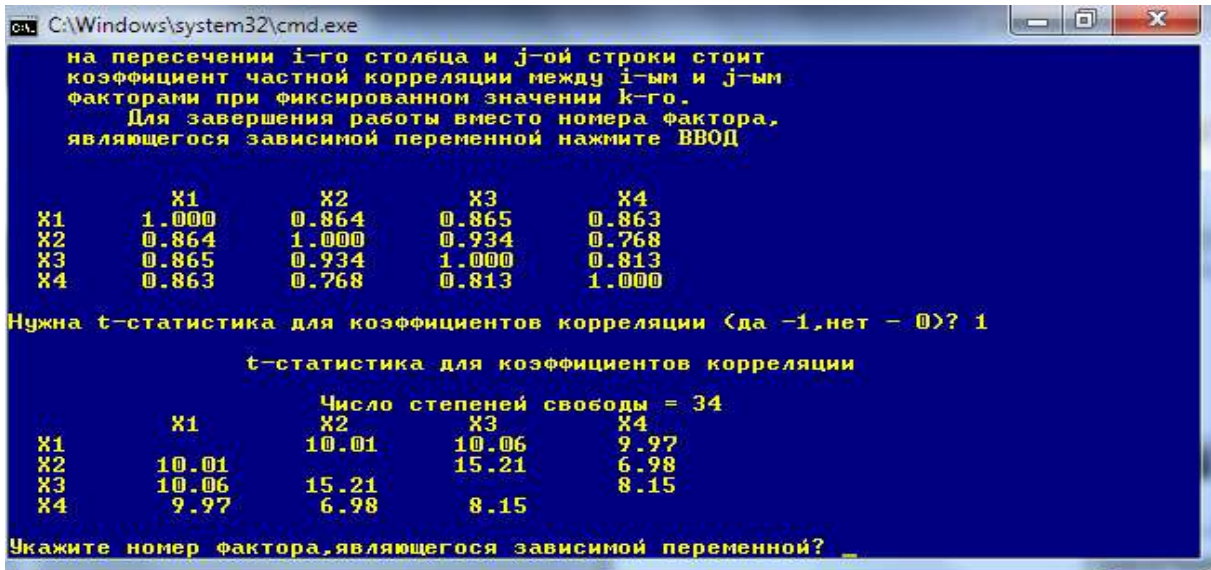 C:\Windows\system32\cmd.exe
на пересечении i-го столбца и j-ой строки стоит
коэффициент частной корреляции между i-ым и j-ым
факторами при фиксированном значении k-го.
Для завершения работы вместо номера фактора,
являющегося зависимой переменной нажмите ВВОД
X1 X2 X3 X4
X1 1.000 0.864 0.865 0.863
X2 0.864 1.000 0.934 0.768
X3 0.865 0.934 1.000 0.813
X4 0.863 0.768 0.813 1.000
Нужна t-статистика для коэффициентов корреляции (да -1,нет - 0)? 1
t-статистика для коэффициентов корреляции
Число степеней свободы = 34
X1 X2 X3 X4
X1 10.01 10.06 9.97
X2 10.01 15.21 6.98
X3 10.06 15.21 8.15
X4 9.97 6.98 8.15
Укажите номер фактора,являющегося зависимой переменной? _